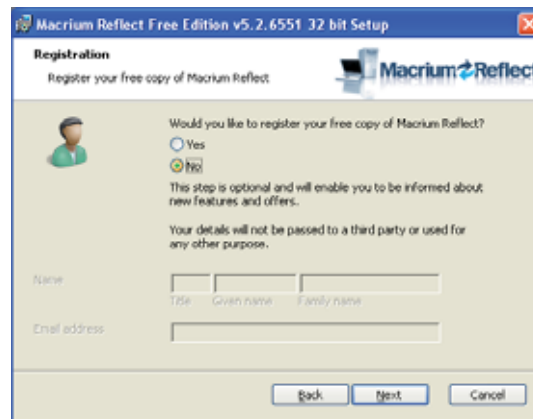 Macrium Reflect Free Edition v5.2.6551 32 bit Setup
Registration
Register your free copy of Macrium Reflect
Macrium Reflect
Would you like to register your free copy of Macrium Reflect?
Yes
No
This step is optional and will enable you to be informed about
new features and offers.
Your details will not be passed to a third party or used for
any other purpose.
Name
Title Given name Family name
Email address
Back Next Cancel